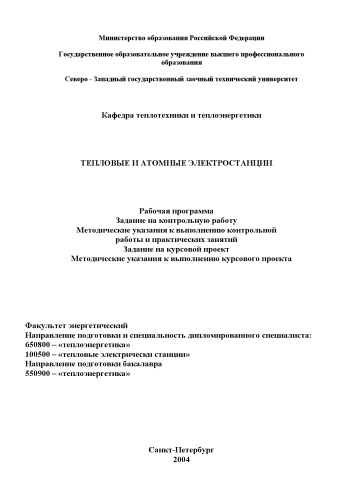 Министерство образования Российской Федерации
Государственное образовательное учреждение высшего профессионального
образования
Северо - Западный государственный заочный технический университет
Кафедра теплотехники и теплоэнергетики
ТЕПЛОВЫЕ И АТОМНЫЕ ЭЛЕКТРОСТАНЦИИ
Рабочая программа
Задание на контрольную работу
Методические указания к выполнению контрольной
работы и практических занятий
Задание на курсовой проект
Методические указания к выполнению курсового проекта
Факультет энергетический
Направление подготовки и специальность дипломированного специалиста:
650800 – «теплоэнергетика»
100500 – «тепловые электрически станции»
Направление подготовки бакалавра
550900 – «теплоэнергетика»
Санкт-Петербург
2004